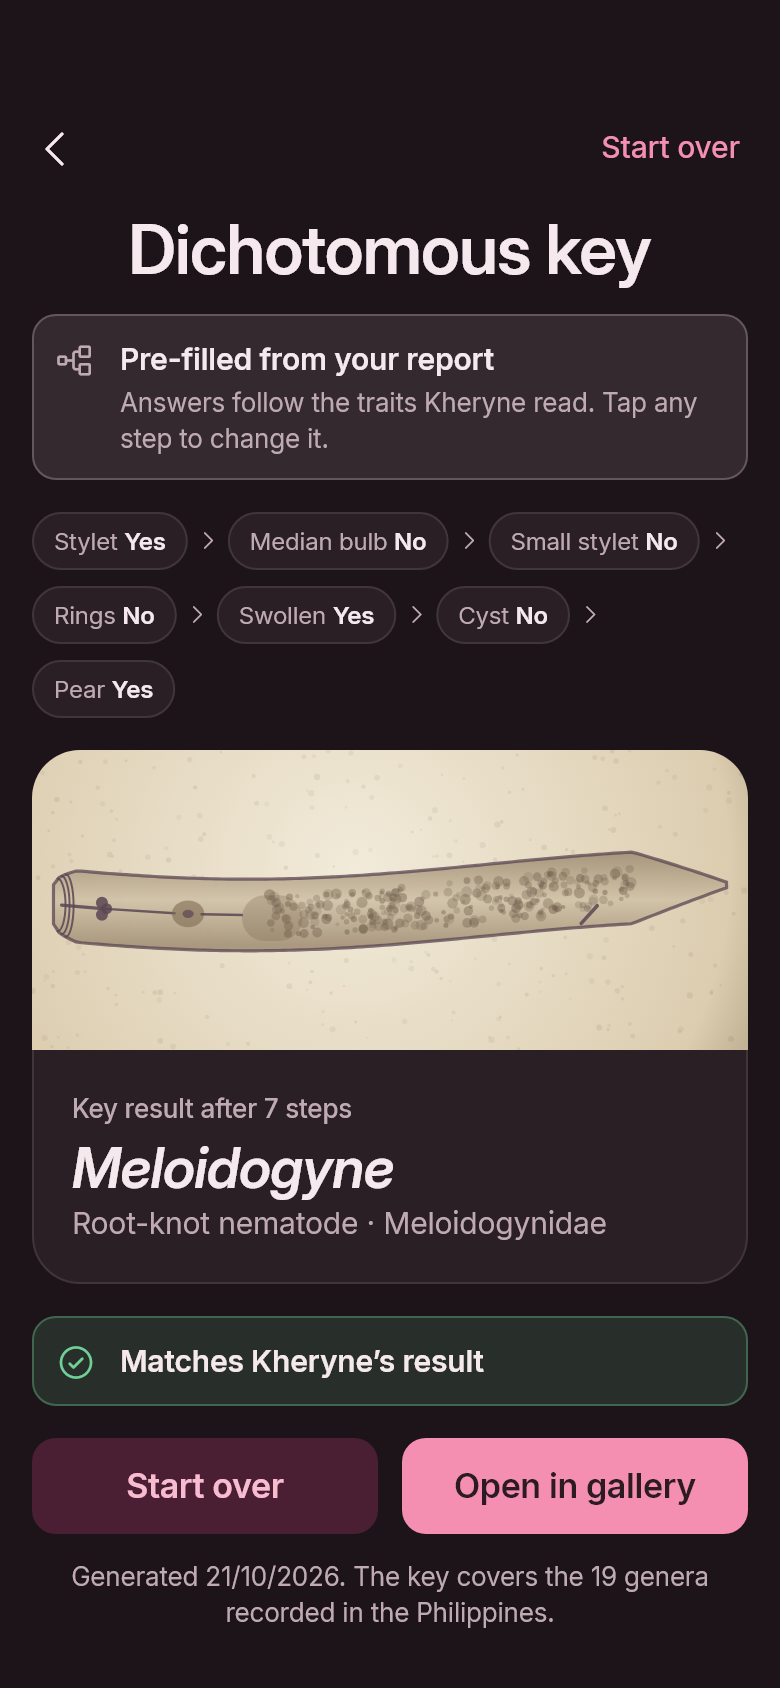 Start over
Dichotomous key
Pre-filled from your report
Answers follow the traits Kheryne read. Tap any
step to change it.
Stylet Yes
Median bulb No
Small stylet No
Rings No
Swollen Yes
Cyst No
Pear Yes
Key result after 7 steps
Meloidogyne
Root-knot nematode · Meloidogynidae
Matches Kheryne’s result
Start over
Open in gallery
Generated 21/10/2026. The key covers the 19 genera
recorded in the Philippines.